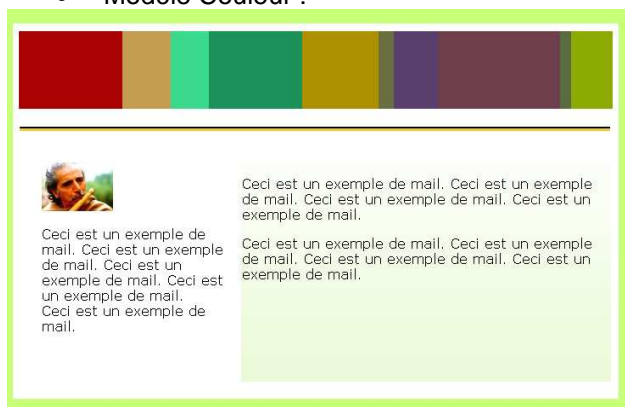 • Modèle Couleur :
Ceci est un exemple de
mail. Ceci est un exemple
de mail. Ceci est un
exemple de mail. Ceci est
un exemple de mail.
Ceci est un exemple de
mail.
Ceci est un exemple de mail. Ceci est un exemple
de mail. Ceci est un exemple de mail. Ceci est un
exemple de mail.
Ceci est un exemple de mail. Ceci est un exemple
de mail. Ceci est un exemple de mail. Ceci est un
exemple de mail.